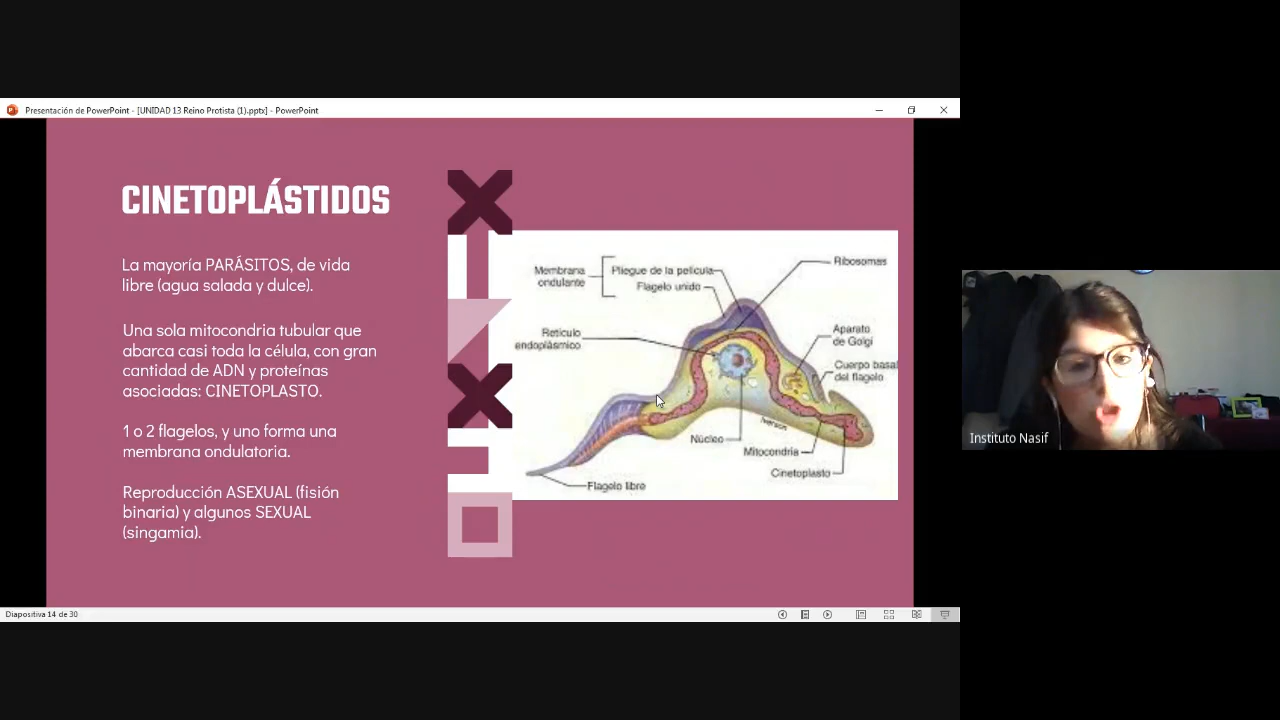 Presentación de PowerPoint - [UNIDAD 13 Reino Protista (1).pptx] - PowerPoint
CINETOPLÁSTIDOS
La mayoría PARÁSITOS, de vida
libre (agua salada y dulce).
Una sola mitocondria tubular que
abarca casi toda la célula, con gran
cantidad de ADN y proteínas
asociadas: CINETOPLASTO.
1 o 2 flagelos, y uno forma una
membrana ondulatoria.
Reproducción ASEXUAL (fisión
binaria) y algunos SEXUAL
(singamia).
Membrana
ondulante
Pliegue de la película
Flagelo unido
Ribosomas
Retículo
endoplásmico
Aparato
de Golgi
Cuerpo basal
del flagelo
Núcleo
Mitocondria
Cinetoplasto
Flagelo libre
Instituto Nasif
Diapositiva 14 de 30